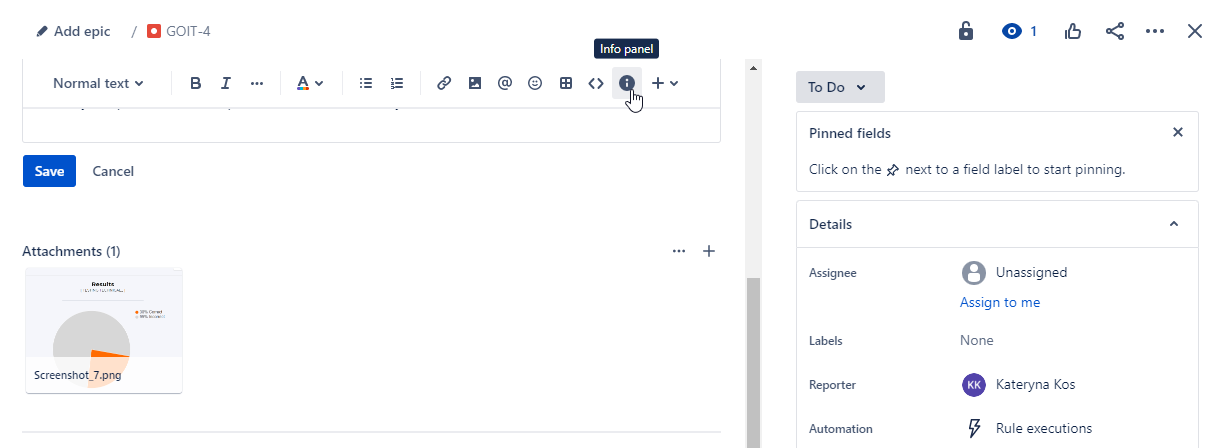 Add epic / GOIT-4
1
Info panel
Normal text B I ... A
Save Cancel
Attachments (1)
Results
Screenshot_7.png
To Do
Pinned fields
Click on the next to a field label to start pinning.
Details
Assignee Unassigned
Assign to me
Labels None
Reporter KK Kateryna Kos
Automation Rule executions